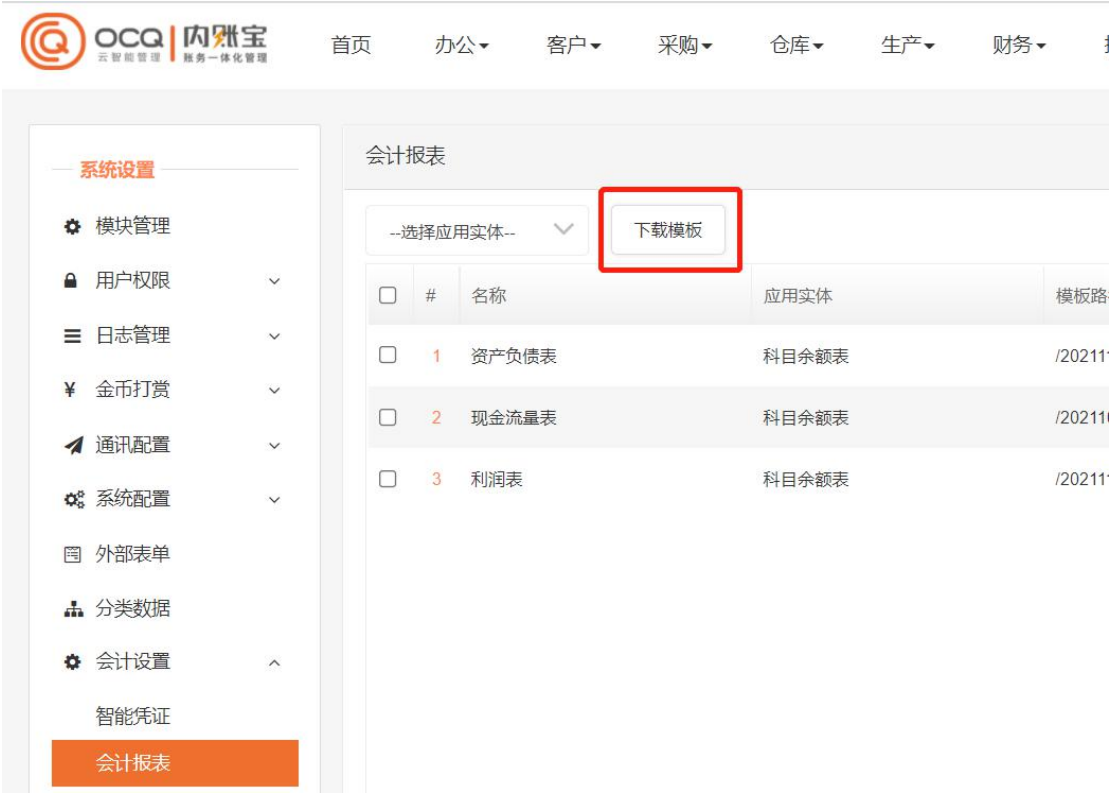 OCQ 内账宝
云智能管理 账务一体化管理
首页 办公 客户 采购 仓库 生产 财务
系统设置
模块管理
用户权限
日志管理
金币打赏
通讯配置
系统配置
外部表单
分类数据
会计设置
智能凭证
会计报表
会计报表
--选择应用实体-- 下载模板
# 名称 应用实体 模板路
1 资产负债表 科目余额表 /20211
2 现金流量表 科目余额表 /20211
3 利润表 科目余额表 /20211